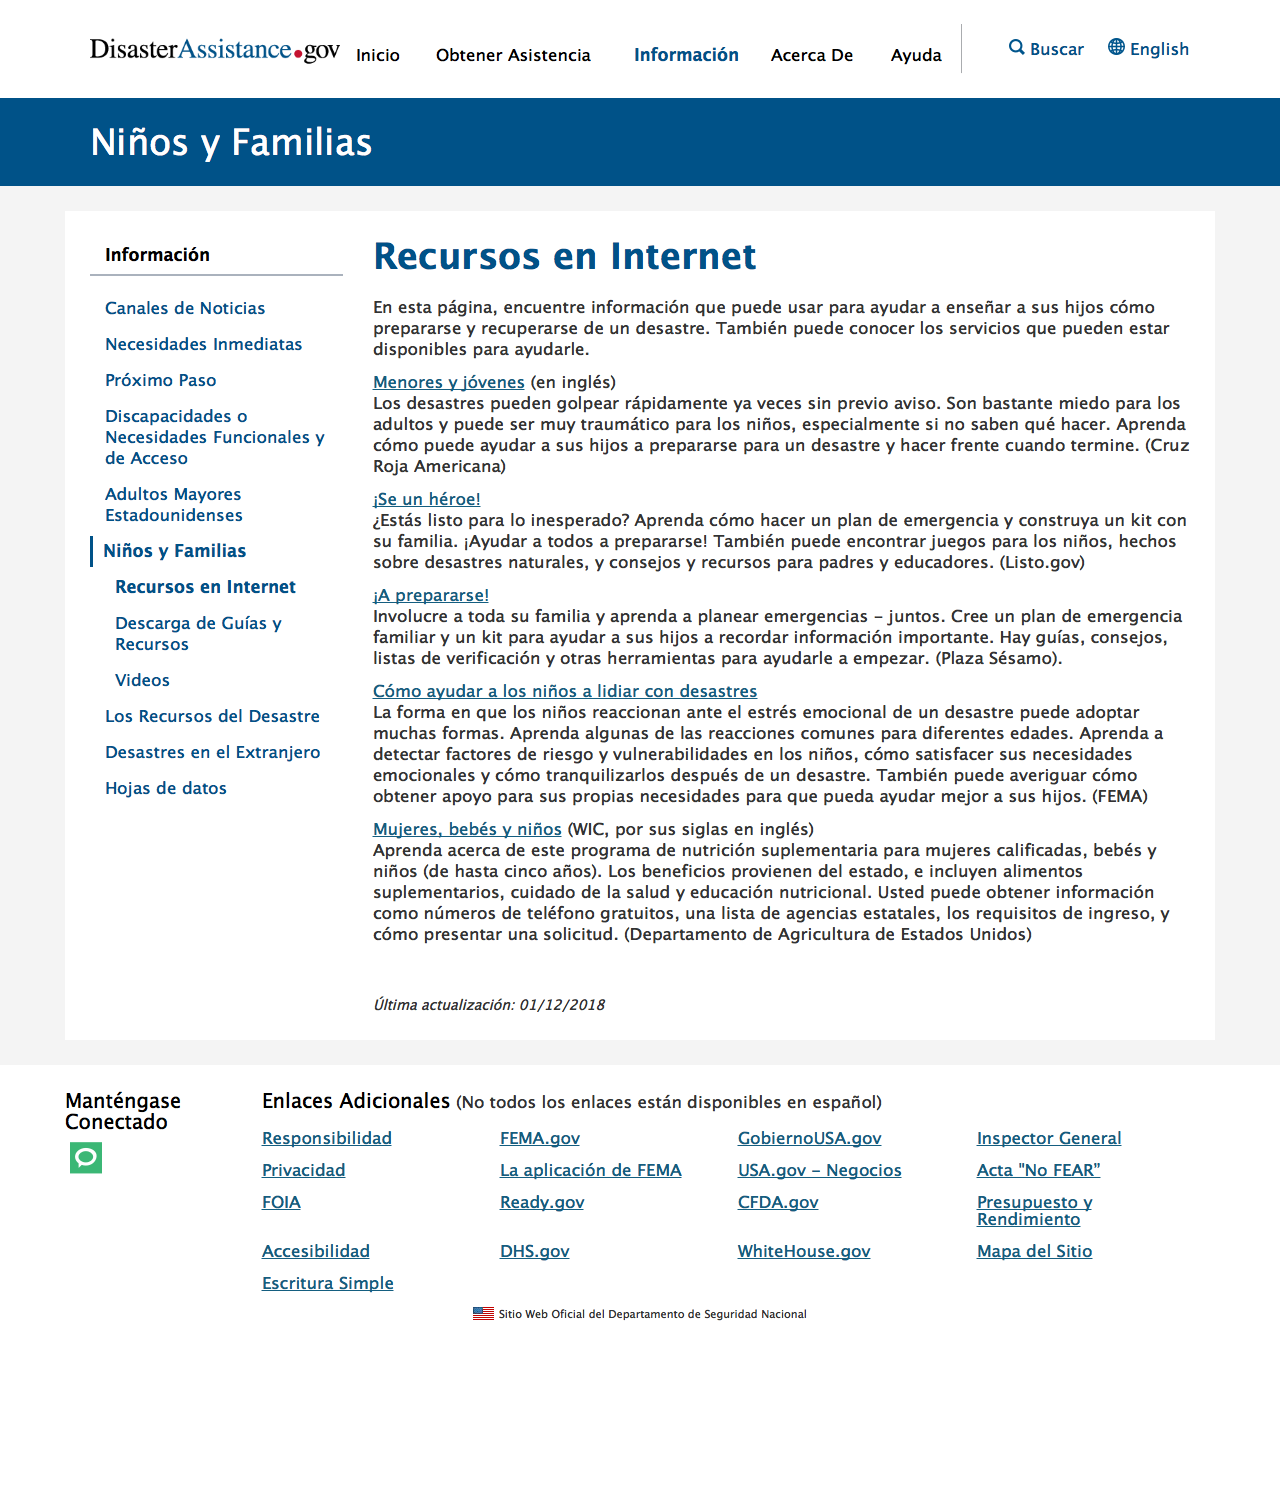 DisasterAssistance.gov
Inicio
Obtener Asistencia
Información
Acerca De
Ayuda
Buscar
English
Niños y Familias
Información
Canales de Noticias
Necesidades Inmediatas
Próximo Paso
Discapacidades o
Necesidades Funcionales y
de Acceso
Adultos Mayores
Estadounidenses
Niños y Familias
Recursos en Internet
Descarga de Guías y
Recursos
Videos
Los Recursos del Desastre
Desastres en el Extranjero
Hojas de datos
Recursos en Internet
En esta página, encuentre información que puede usar para ayudar a enseñar a sus hijos cómo
prepararse y recuperarse de un desastre. También puede conocer los servicios que pueden estar
disponibles para ayudarle.
Menores y jóvenes (en inglés)
Los desastres pueden golpear rápidamente ya veces sin previo aviso. Son bastante miedo para los
adultos y puede ser muy traumático para los niños, especialmente si no saben qué hacer. Aprenda
cómo puede ayudar a sus hijos a prepararse para un desastre y hacer frente cuando termine. (Cruz
Roja Americana)
¡Se un héroe!
¿Estás listo para lo inesperado? Aprenda cómo hacer un plan de emergencia y construya un kit con
su familia. ¡Ayudar a todos a prepararse! También puede encontrar juegos para los niños, hechos
sobre desastres naturales, y consejos y recursos para padres y educadores. (Listo.gov)
¡A prepararse!
Involucre a toda su familia y aprenda a planear emergencias – juntos. Cree un plan de emergencia
familiar y un kit para ayudar a sus hijos a recordar información importante. Hay guías, consejos,
listas de verificación y otras herramientas para ayudarle a empezar. (Plaza Sésamo).
Cómo ayudar a los niños a lidiar con desastres
La forma en que los niños reaccionan ante el estrés emocional de un desastre puede adoptar
muchas formas. Aprenda algunas de las reacciones comunes para diferentes edades. Aprenda a
detectar factores de riesgo y vulnerabilidades en los niños, cómo satisfacer sus necesidades
emocionales y cómo tranquilizarlos después de un desastre. También puede averiguar cómo
obtener apoyo para sus propias necesidades para que pueda ayudar mejor a sus hijos. (FEMA)
Mujeres, bebés y niños (WIC, por sus siglas en inglés)
Aprenda acerca de este programa de nutrición suplementaria para mujeres calificadas, bebés y
niños (de hasta cinco años). Los beneficios provienen del estado, e incluyen alimentos
suplementarios, cuidado de la salud y educación nutricional. Usted puede obtener información
como números de teléfono gratuitos, una lista de agencias estatales, los requisitos de ingreso, y
cómo presentar una solicitud. (Departamento de Agricultura de Estados Unidos)
Última actualización: 01/12/2018
Manténgase
Conectado
Enlaces Adicionales (No todos los enlaces están disponibles en español)
Responsibilidad
FEMA.gov
GobiernoUSA.gov
Inspector General
Privacidad
La aplicación de FEMA
USA.gov – Negocios
Acta "No FEAR”
FOIA
Ready.gov
CFDA.gov
Presupuesto y
Rendimiento
Accesibilidad
DHS.gov
WhiteHouse.gov
Mapa del Sitio
Escritura Simple
Sitio Web Oficial del Departamento de Seguridad Nacional